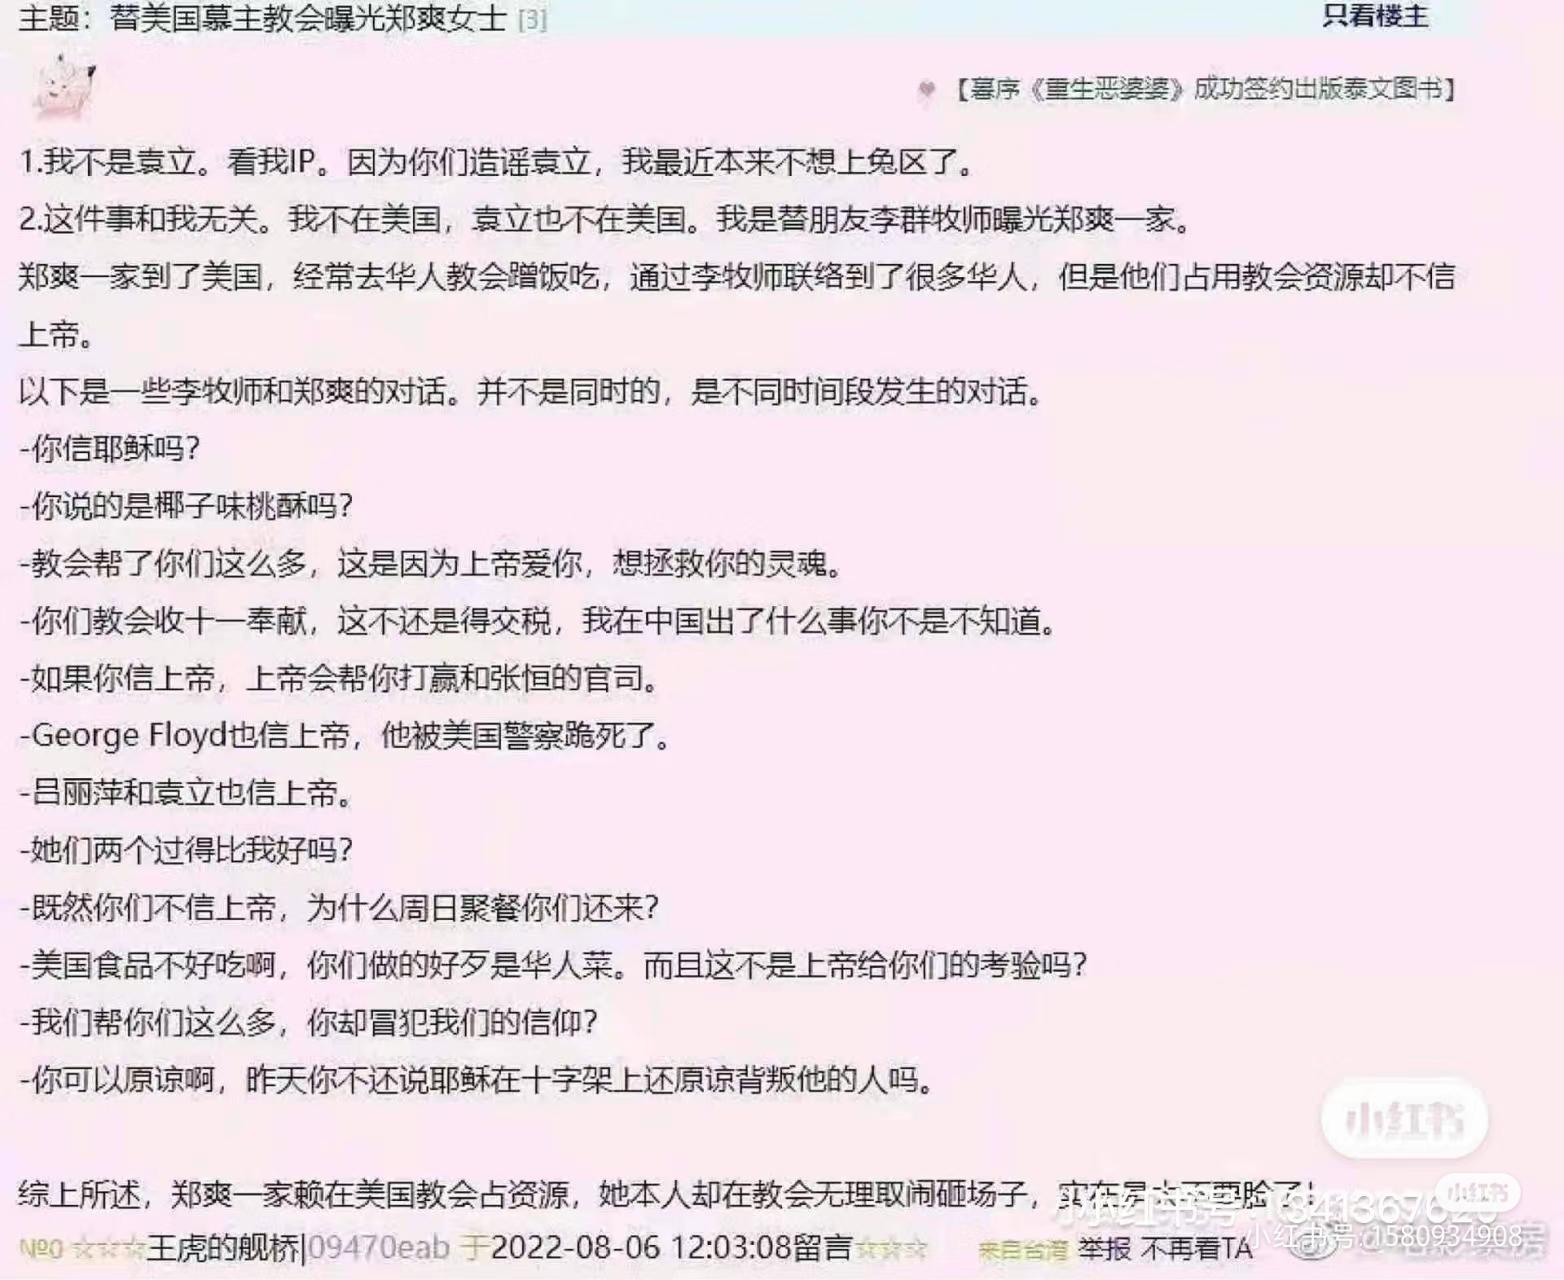 主题：替美国慕主教会曝光郑爽女士 [3]
只看楼主
【暮序《重生恶婆婆》成功签约出版泰文图书】
1.我不是袁立。看我IP。因为你们造谣袁立，我最近本来不想上兔区了。
2.这件事和我无关。我不在美国，袁立也不在美国。我是替朋友李群牧师曝光郑爽一家。
郑爽一家到了美国，经常去华人教会蹭饭吃，通过李牧师联络到了很多华人，但是他们占用教会资源却不信
上帝。
以下是一些李牧师和郑爽的对话。并不是同时的，是不同时间段发生的对话。
-你信耶稣吗？
-你说的是椰子味桃酥吗？
-教会帮了你们这么多，这是因为上帝爱你，想拯救你的灵魂。
-你们教会收十一奉献，这不还是得交税，我在中国出了什么事你不是不知道。
-如果你信上帝，上帝会帮你打赢和张恒的官司。
-George Floyd也信上帝，他被美国警察跪死了。
-吕丽萍和袁立也信上帝。
-她们两个过得比我好吗？
-既然你们不信上帝，为什么周日聚餐你们还来？
-美国食品不好吃啊，你们做的好歹是华人菜。而且这不是上帝给你们的考验吗？
-我们帮你们这么多，你却冒犯我们的信仰？
-你可以原谅啊，昨天你不还说耶稣在十字架上还原谅背叛他的人吗。
小红书
综上所述，郑爽一家赖在美国教会占资源，她本人却在教会无理取闹砸场子，实在是
小红书
№0 ☆☆☆王虎的舰桥|09470eab 于2022-08-06 12:03:08留言☆☆☆ 来自台湾 举报 不再看TA
小红书号: 1580934908